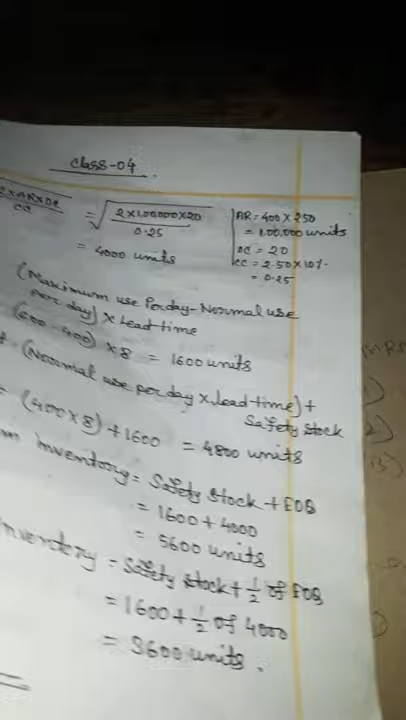 Class-04
2×AR×OC / CC = √2×1,00,000×20 / 0.25
= 4000 units
AR = 400 × 250
= 1,00,000 units
OC = 20
CC = 2.50×10%
= 0.25
(Maximum use Per day - Normal use
per day) × Lead time
(600-400) × 8 = 1600 units
(Normal use per day × Lead time) +
Safety stock
= (400×8) + 1600 = 4800 units
Inventory = Safety stock + EOQ
= 1600 + 4000
= 5600 units
Inventory = Safety stock + 1/2 of EOQ
= 1600 + 1/2 of 4000
= 3600 units.